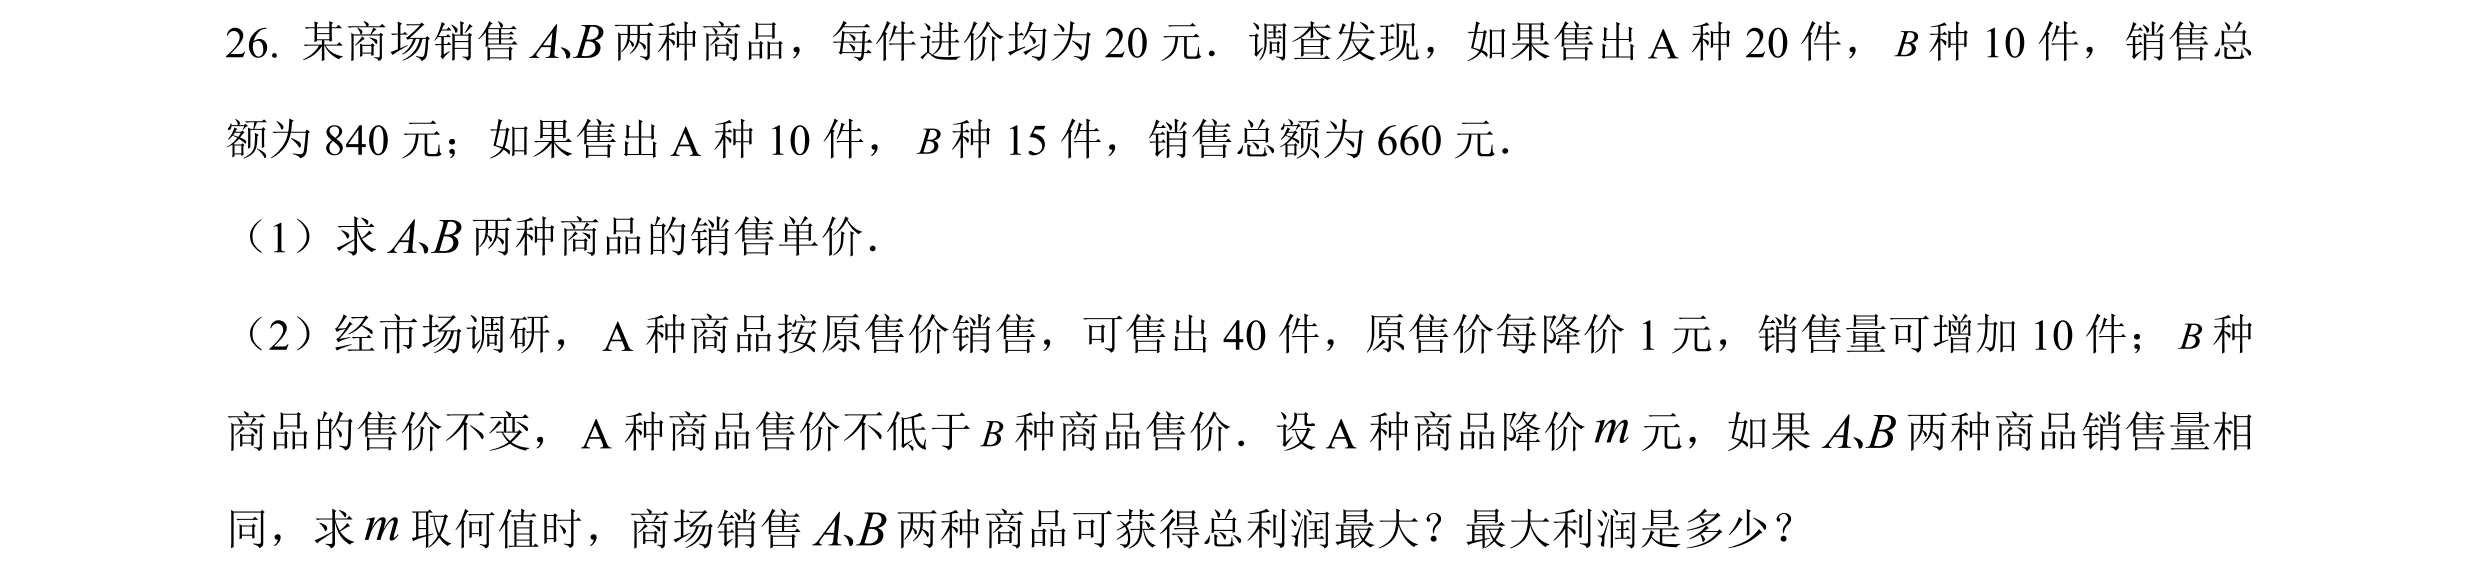 26. 某商场销售 A、B 两种商品，每件进价均为 20 元．调查发现，如果售出 A 种 20 件， B 种 10 件，销售总
额为 840 元；如果售出 A 种 10 件， B 种 15 件，销售总额为 660 元．
（1）求 A、B 两种商品的销售单价．
（2）经市场调研， A 种商品按原售价销售，可售出 40 件，原售价每降价 1 元，销售量可增加 10 件； B 种
商品的售价不变， A 种商品售价不低于 B 种商品售价．设 A 种商品降价 m 元，如果 A、B 两种商品销售量相
同，求 m 取何值时，商场销售 A、B 两种商品可获得总利润最大？最大利润是多少？